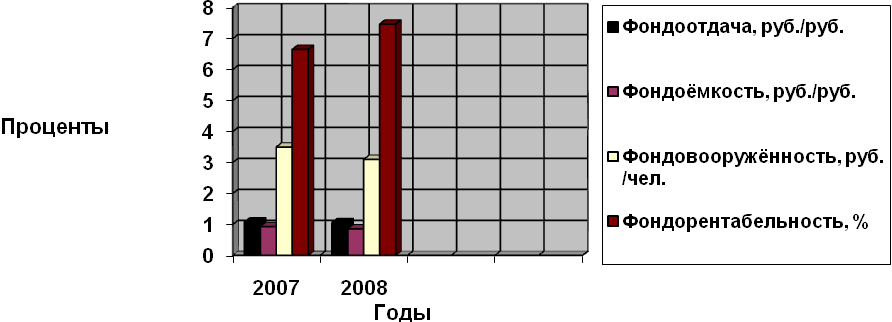 8
7
6
5
4
3
2
1
0
Проценты
2007
2008
Годы
Фондоотдача, руб./руб.
Фондоёмкость, руб./руб.
Фондовооружённость, руб.
/чел.
Фондорентабельность, %